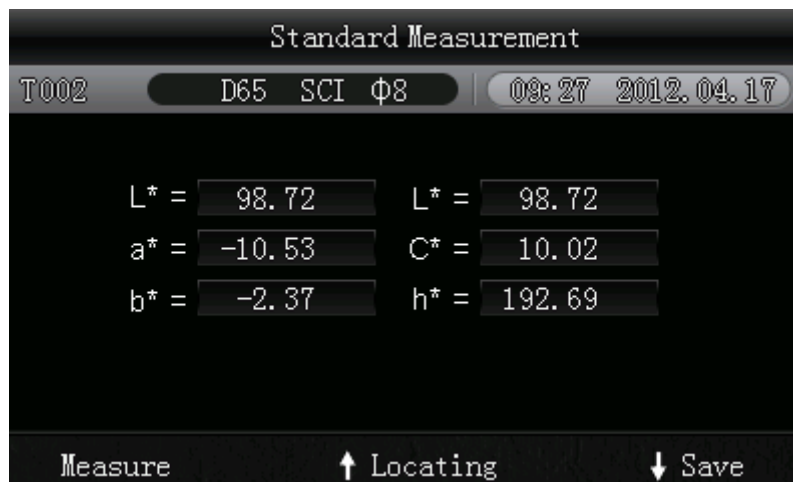 Standard Measurement
T002 D65 SCI Φ8 09:27 2012.04.17
L* = 98.72 L* = 98.72
a* = -10.53 C* = 10.02
b* = -2.37 h* = 192.69
Measure ↑ Locating ↓ Save